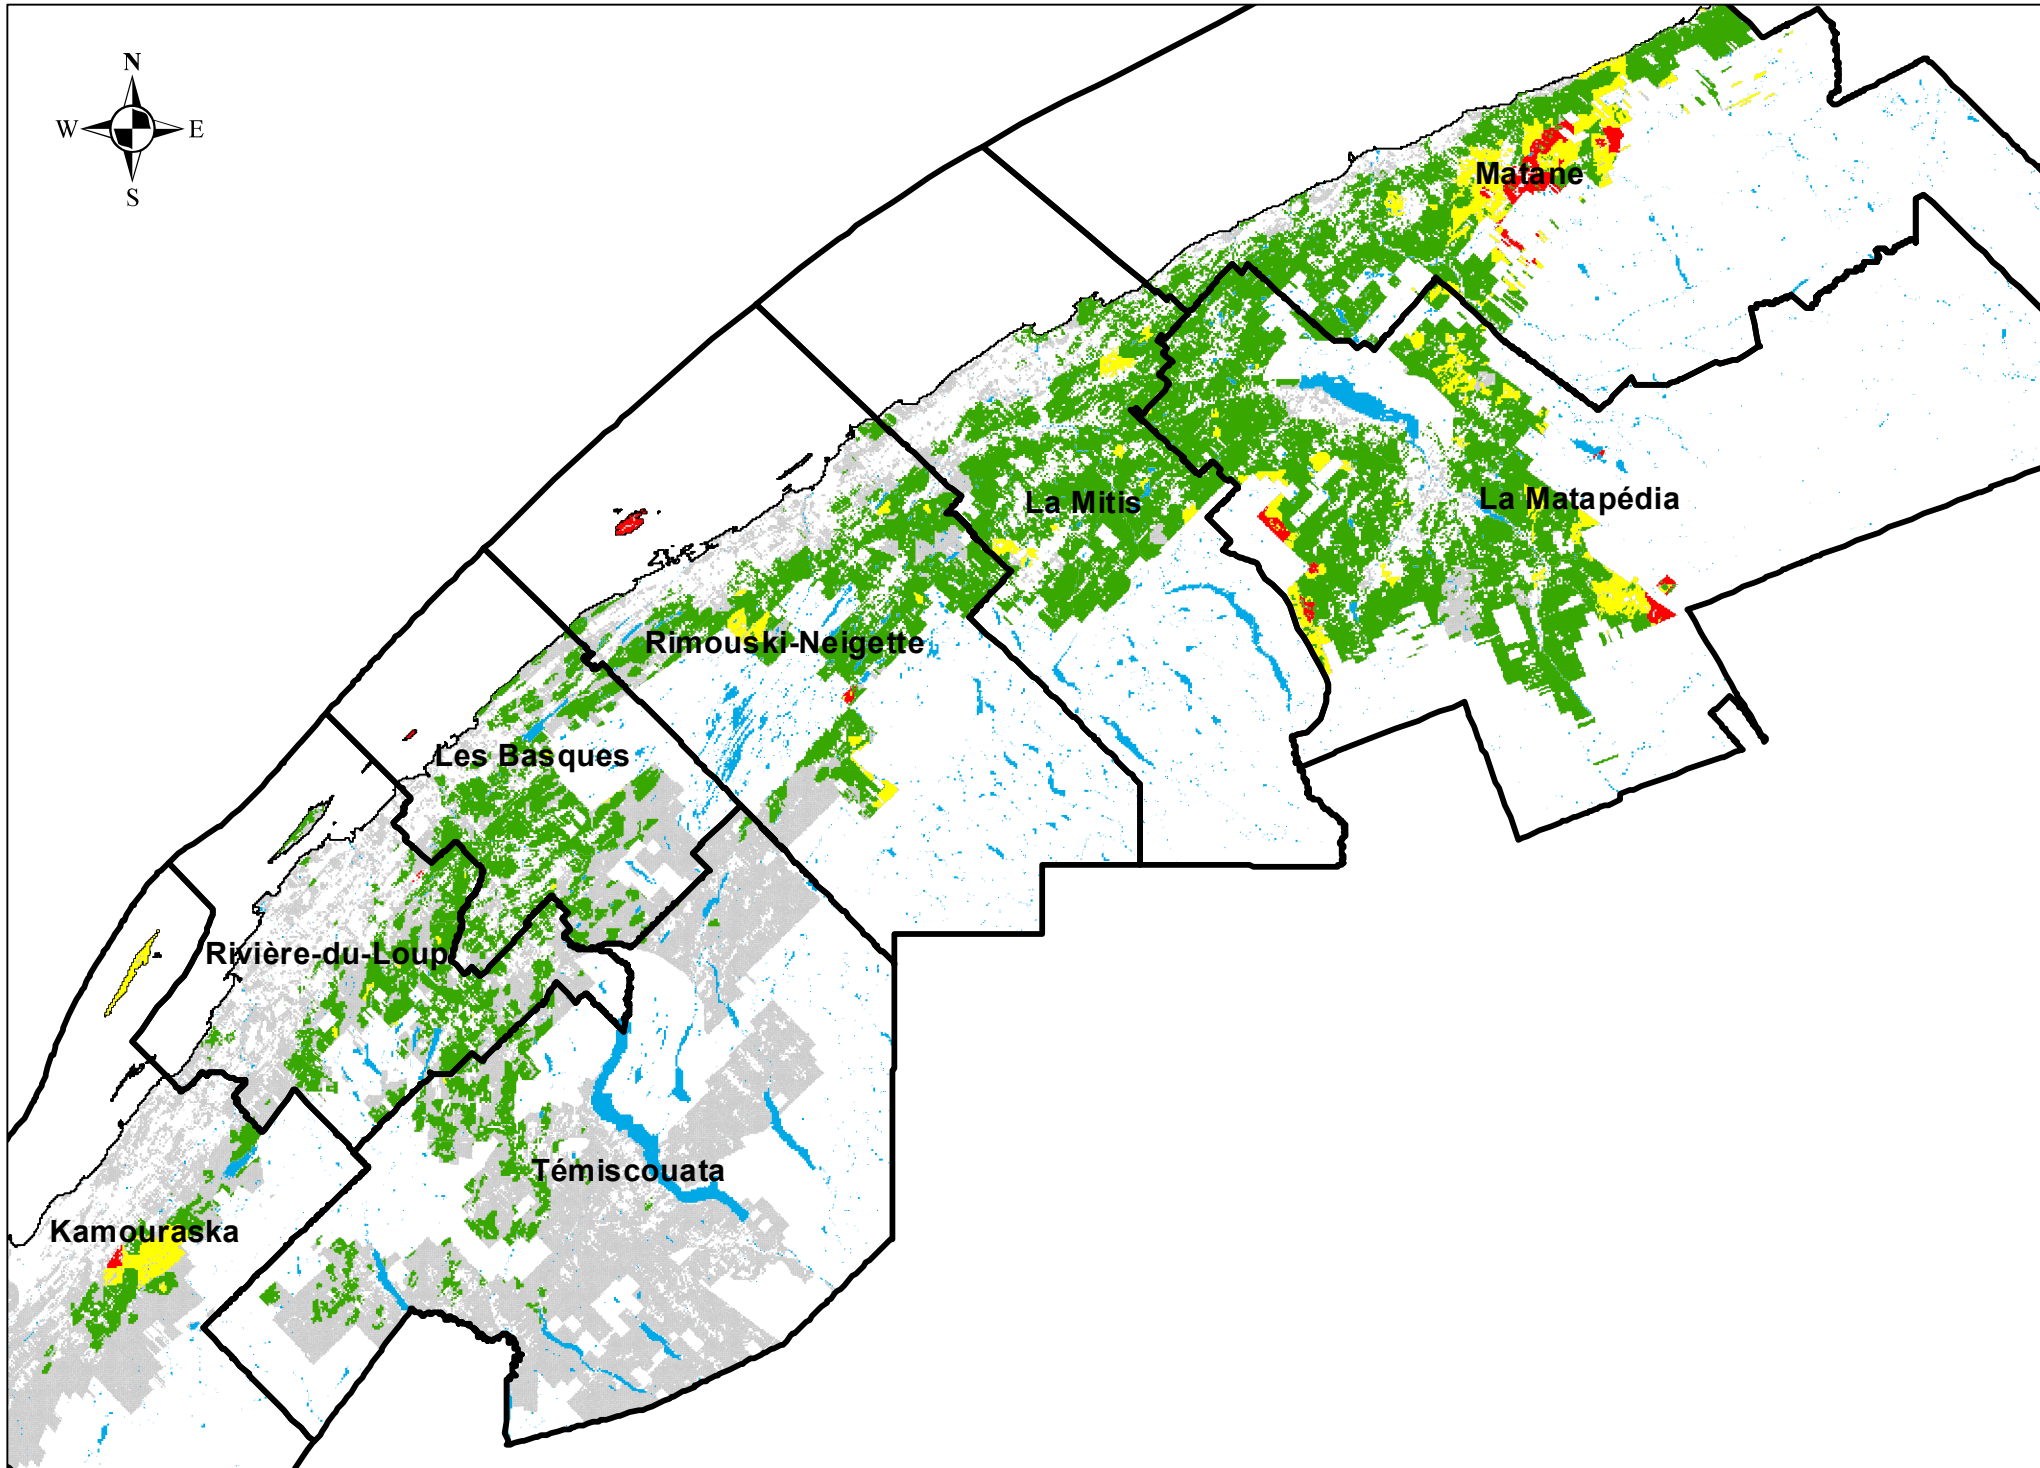 N
W E
S
Matane
La Mitis
La Matapédia
Rimouski-Neigette
Les Basques
Rivière-du-Loup
Témiscouata
Kamouraska